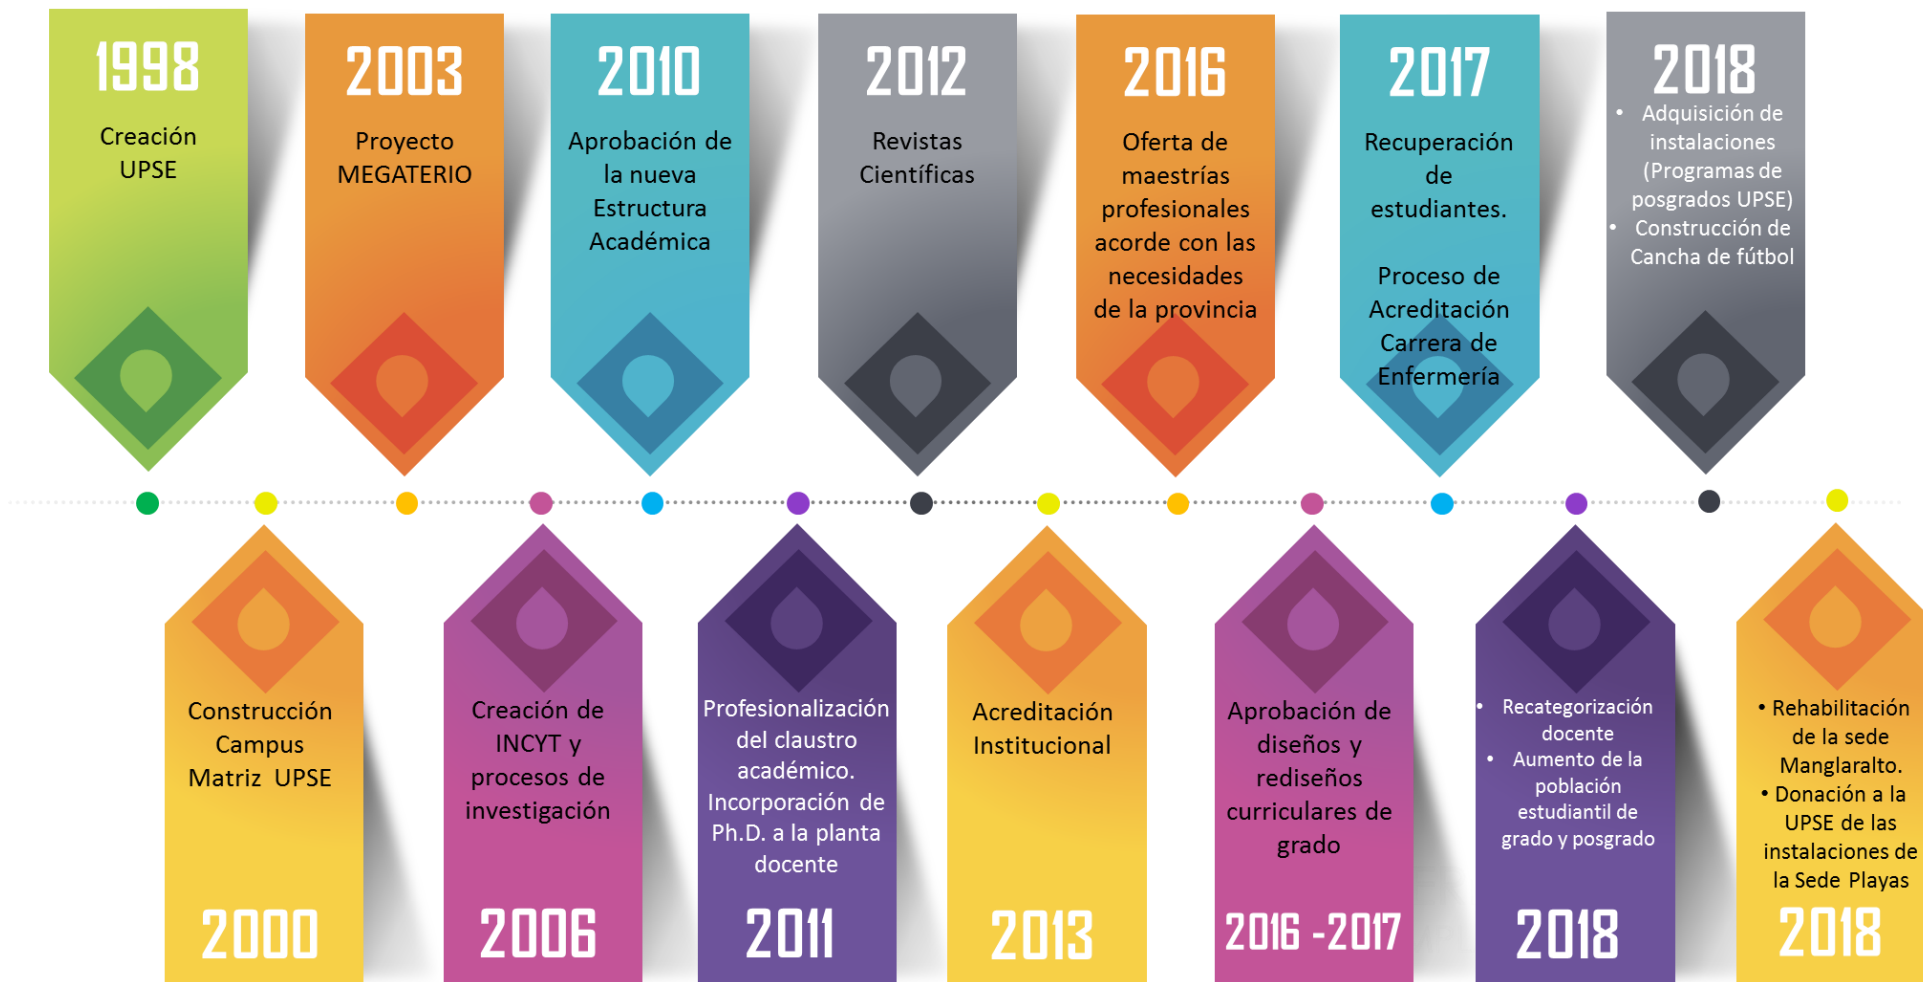 1998
Creación
UPSE
2003
Proyecto
MEGATERIO
2010
Aprobación de
la nueva
Estructura
Académica
2012
Revistas
Científicas
2016
Oferta de
maestrías
profesionales
acorde con las
necesidades
de la provincia
2017
Recuperación
de
estudiantes.
Proceso de
Acreditación
Carrera de
Enfermería
2018
• Adquisición de
instalaciones
(Programas de
posgrados UPSE)
• Construcción de
Cancha de fútbol
Construcción
Campus
Matriz UPSE
2000
Creación de
INCYT y
procesos de
investigación
2006
Profesionalización
del claustro
académico.
Incorporación de
Ph.D. a la planta
docente
2011
Acreditación
Institucional
2013
Aprobación de
diseños y
rediseños
curriculares de
grado
2016 -2017
• Recategorización
docente
• Aumento de la
población
estudiantil de
grado y posgrado
2018
• Rehabilitación
de la sede
Manglaralto.
• Donación a la
UPSE de las
instalaciones de
la Sede Playas
2018